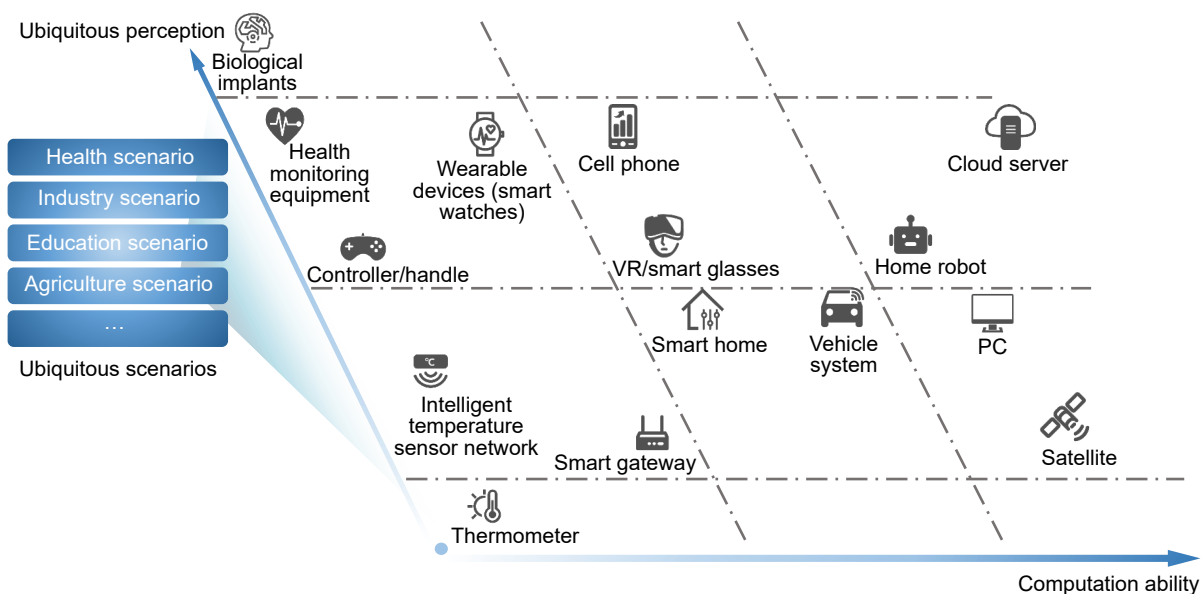 Ubiquitous perception
Biological
implants
Health scenario
Industry scenario
Education scenario
Agriculture scenario
...
Ubiquitous scenarios
Health
monitoring
equipment
Wearable
devices (smart
watches)
Cell phone
Cloud server
Controller/handle
VR/smart glasses
Home robot
Smart home
Vehicle
system
PC
°C
Intelligent
temperature
sensor network
Smart gateway
Satellite
Thermometer
Computation ability